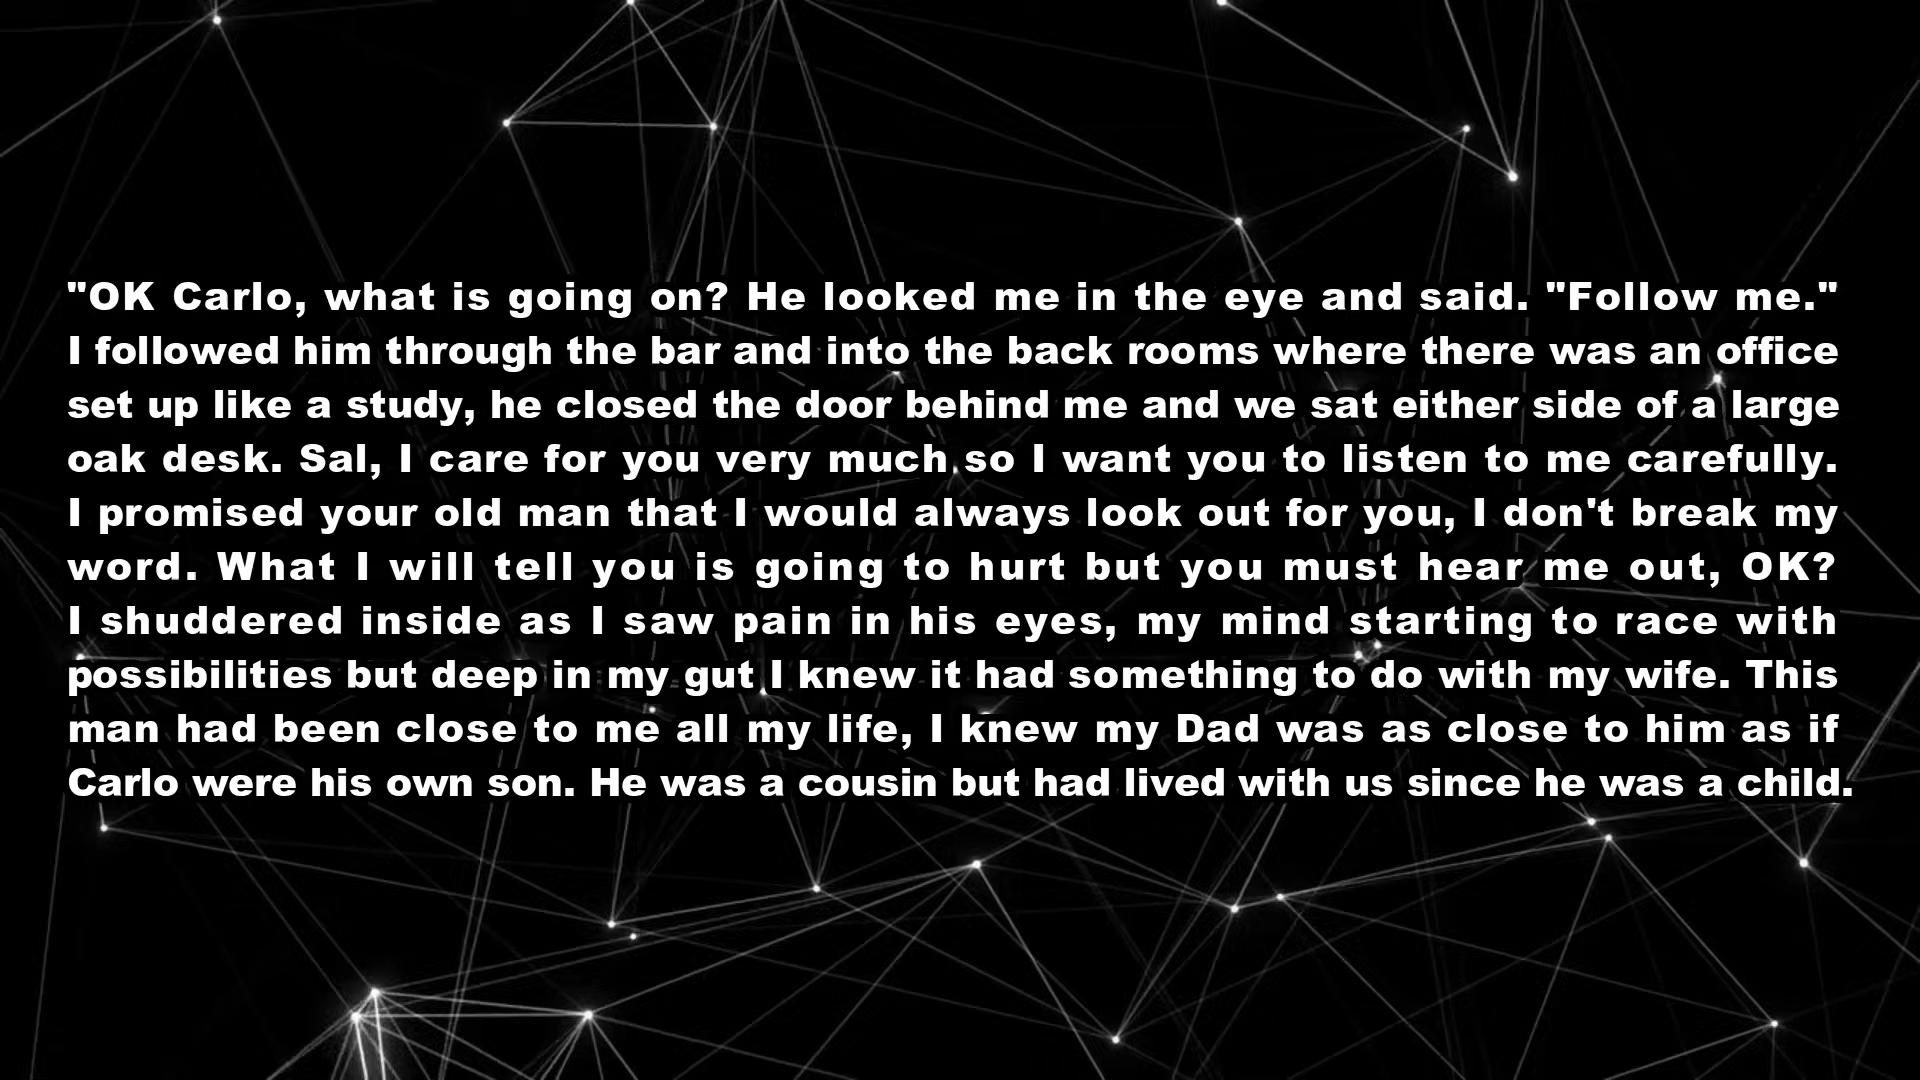 "OK Carlo, what is going on? He looked me in the eye and said. "Follow me."
I followed him through the bar and into the back rooms where there was an office
set up like a study, he closed the door behind me and we sat either side of a large
oak desk. Sal, I care for you very much so I want you to listen to me carefully.
I promised your old man that I would always look out for you, I don't break my
word. What I will tell you is going to hurt but you must hear me out, OK?
I shuddered inside as I saw pain in his eyes, my mind starting to race with
possibilities but deep in my gut I knew it had something to do with my wife. This
man had been close to me all my life, I knew my Dad was as close to him as if
Carlo were his own son. He was a cousin but had lived with us since he was a child.